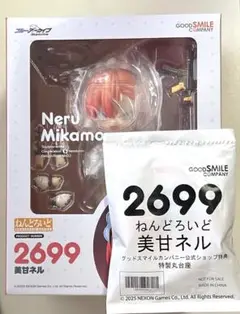 ブルーアーカイブ
GOOD SMILE
COMPANY
Neru
Mikamo
ねんどろいど
2699
美甘ネル
GOOD SMILE
COMPANY
2699
ねんどろいど
美甘ネル
グッドスマイルカンパニー公式ショップ特典
特製丸台座
NOT FOR SALE
MADE IN CHINA
© 2025 NEXON Games Co., Ltd. All Rights Reserved.